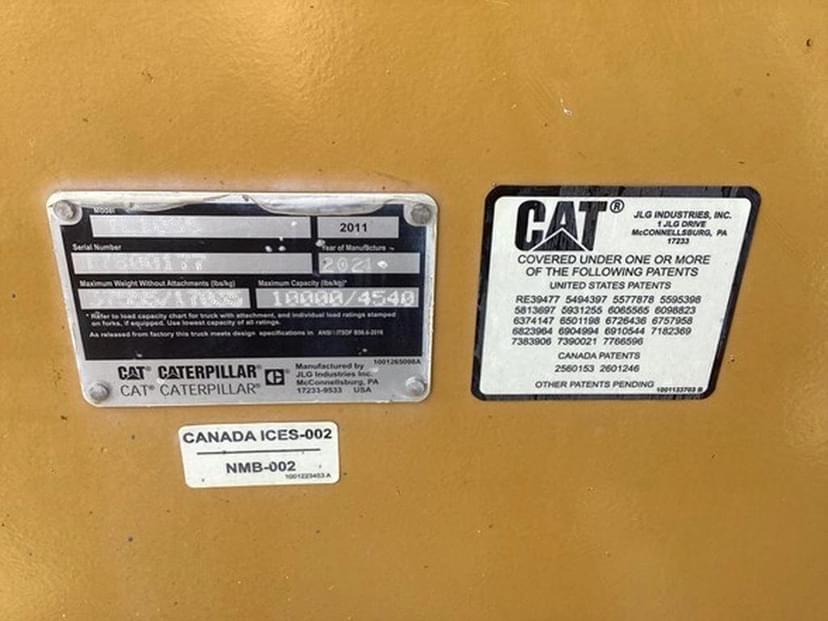 Model
2011
Serial Number
Year of Manufacture
2021
Maximum Weight Without Attachments (lbs/kg)
Maximum Capacity (lbs/kg)*
10000/4540
* Refer to load capacity chart for truck with attachment, and individual load ratings stamped
on forks, if equipped. Use lowest capacity of all ratings.
As released from factory this truck meets design specifications in ANSI / ITSDF B56.6-2016
1001265098A
CAT® CATERPILLAR®
CAT® CATERPILLAR®
C®
Manufactured by
JLG Industries Inc.
McConnellsburg, PA
17233-9533 USA
CAT®
JLG INDUSTRIES, INC.
1 JLG DRIVE
McCONNELLSBURG, PA
17233
COVERED UNDER ONE OR MORE
OF THE FOLLOWING PATENTS
UNITED STATES PATENTS
RE39477 5494397 5577878 5595398
5813697 5931255 6065565 6098823
6374147 6501198 6726436 6757958
6823964 6904994 6910544 7182369
7383906 7390021 7766596
CANADA PATENTS
2560153 2601246
OTHER PATENTS PENDING
1001133703 B
CANADA ICES-002
NMB-002
1001223453 A